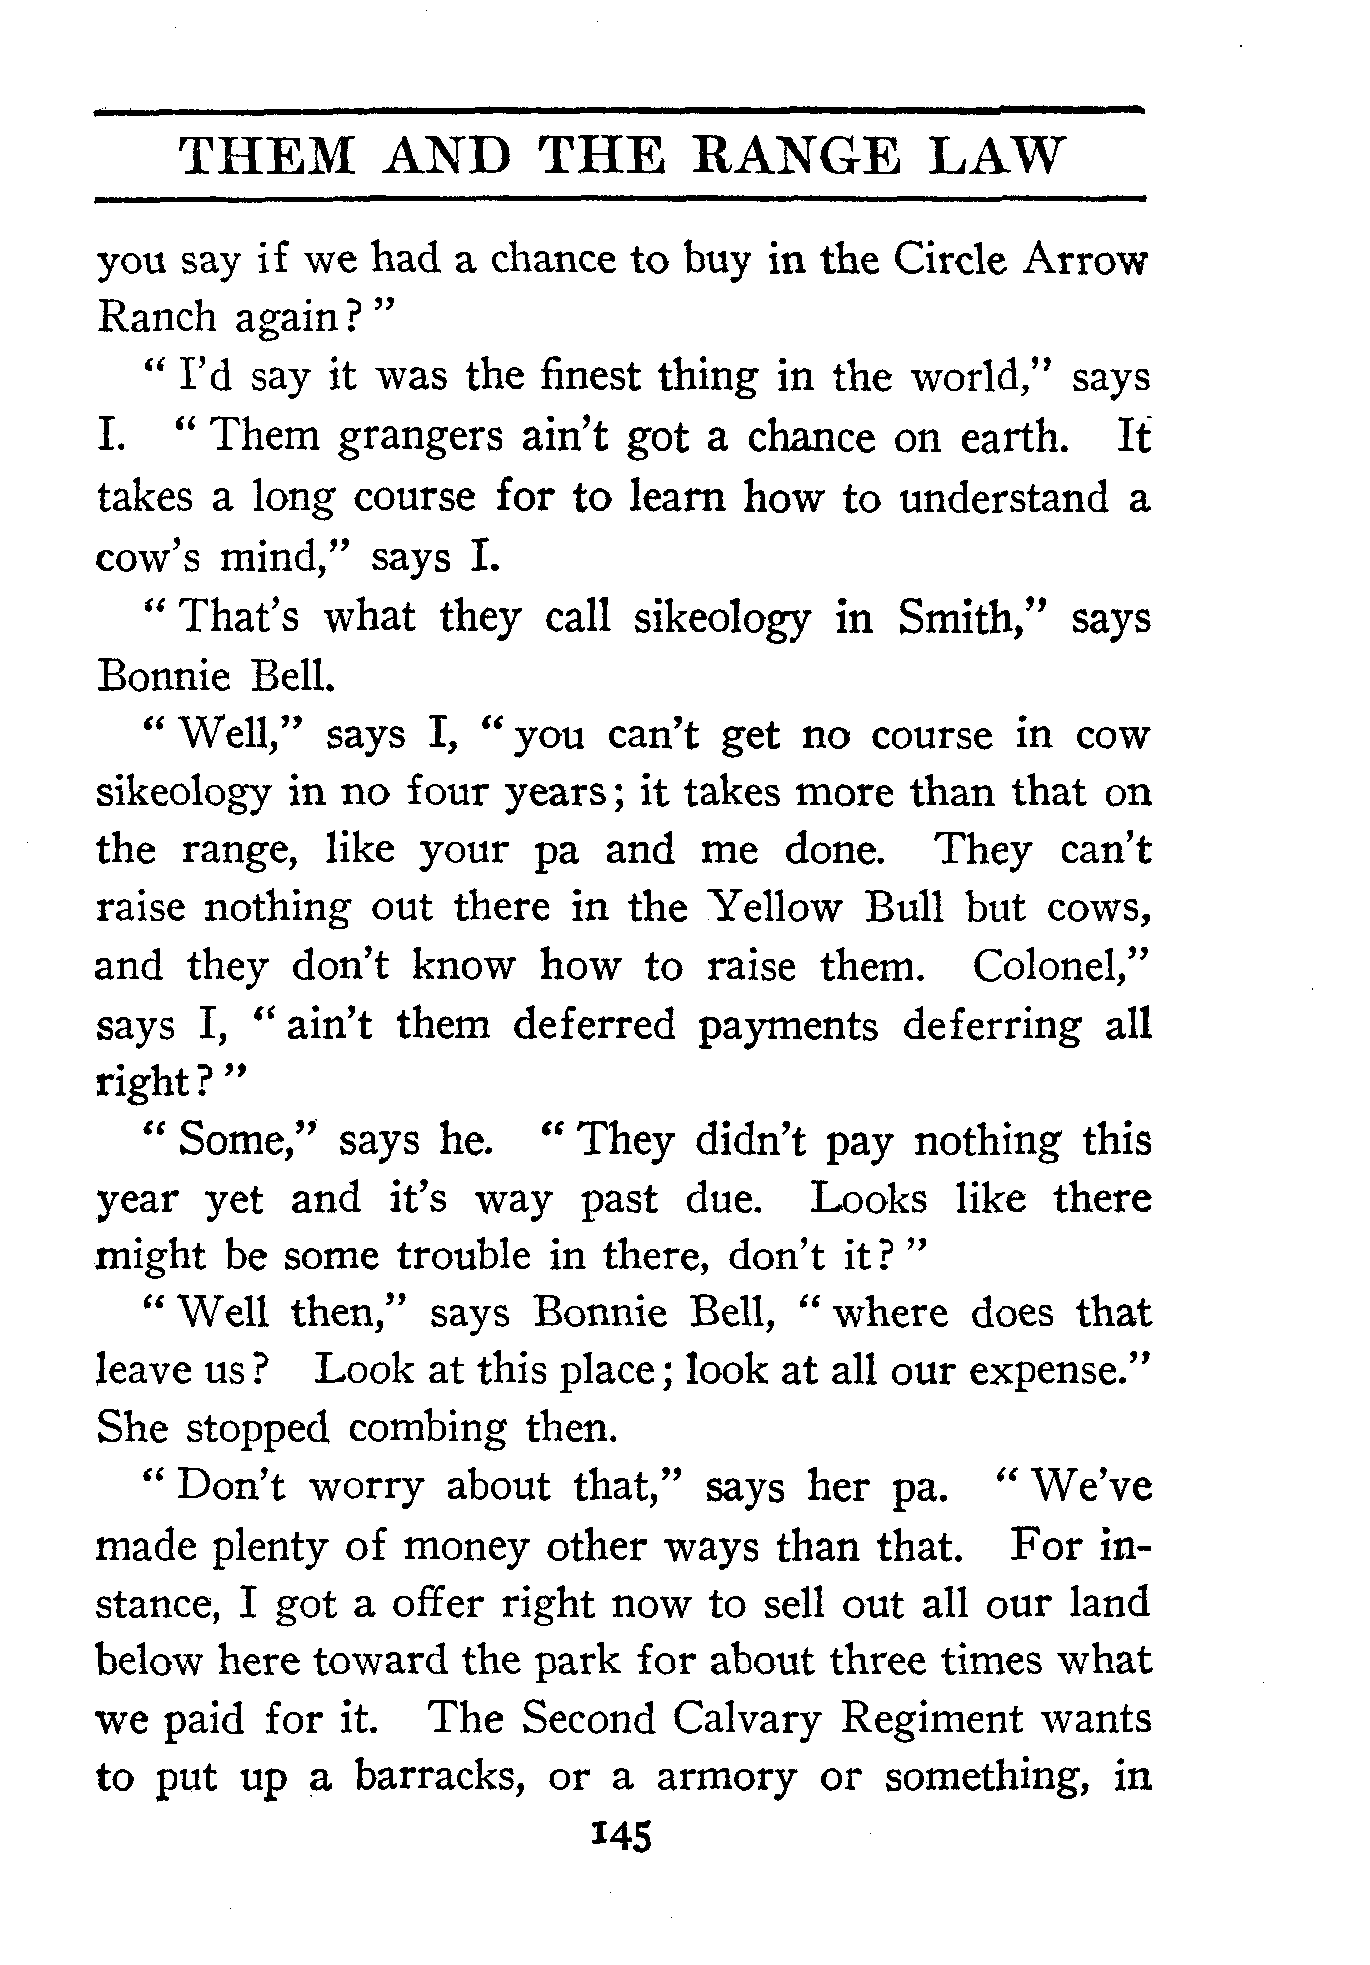 THEM AND THE RANGE LAW
you say if we had a chance to buy in the Circle Arrow
Ranch again?"
"I'd say it was the finest thing in the world," says
I. "Them grangers ain't got a chance on earth. It
takes a long course for to learn how to understand a
cow's mind," says I.
"That's what they call sikeology in Smith," says
Bonnie Bell.
"Well," says I, "you can't get no course in cow
sikeology in no four years; it takes more than that on
the range, like your pa and me done. They can't
raise nothing out there in the Yellow Bull but cows,
and they don't know how to raise them. Colonel,"
says I, "ain't them deferred payments deferring all
right?"
"Some," says he. "They didn't pay nothing this
year yet and it's way past due. Looks like there
might be some trouble in there, don't it?"
"Well then," says Bonnie Bell, "where does that
leave us? Look at this place; look at all our expense."
She stopped combing then.
"Don't worry about that," says her pa. "We've
made plenty of money other ways than that. For in-
stance, I got a offer right now to sell out all our land
below here toward the park for about three times what
we paid for it. The Second Calvary Regiment wants
to put up a barracks, or a armory or something, in
145